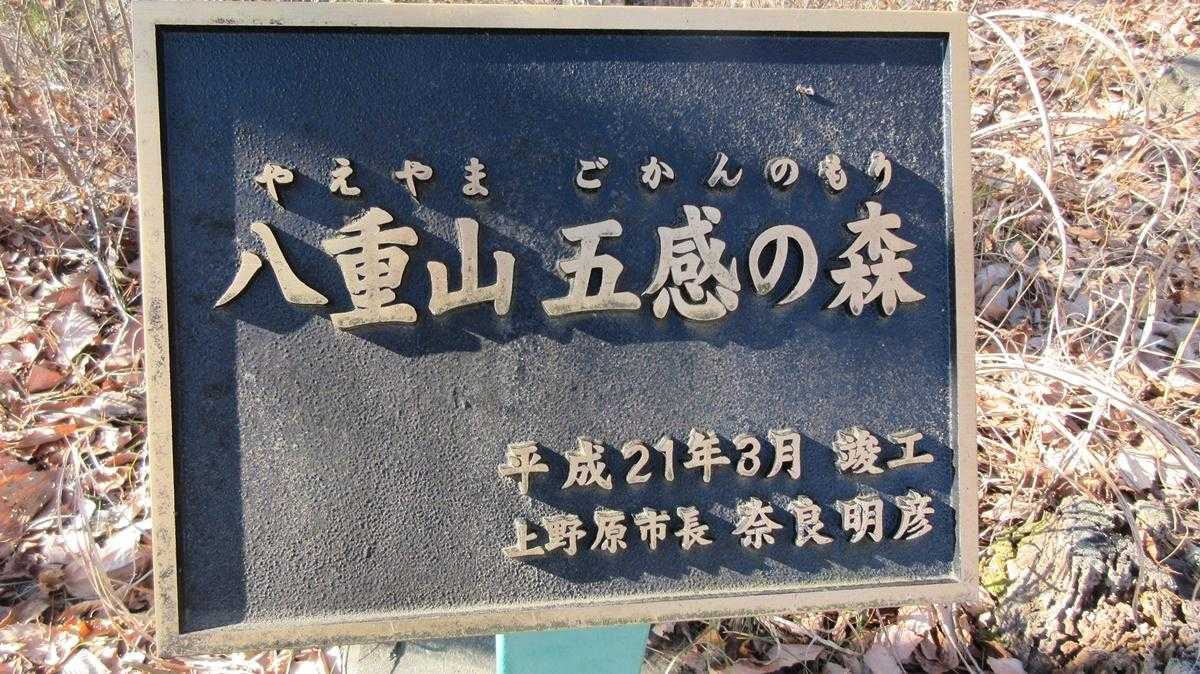 やえやま ごかんのもり
八重山 五感の森
平成21年3月 竣工
上野原市長 奈良明彦